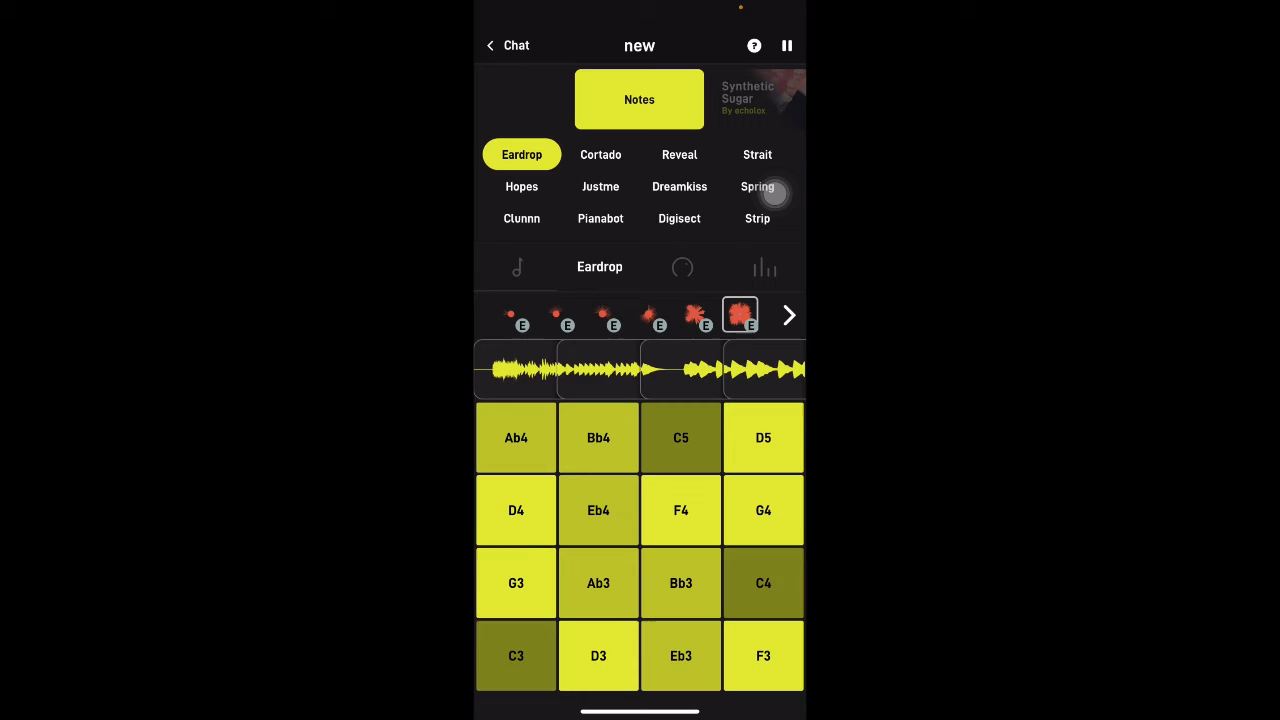 Chat
new
?
Notes
Synthetic
Sugar
By echolox
Eardrop
Cortado
Reveal
Strait
Hopes
Justme
Dreamkiss
Spring
Clunnn
Pianabot
Digisect
Strip
Eardrop
E
E
E
E
E
E
Ab4
Bb4
C5
D5
D4
Eb4
F4
G4
G3
Ab3
Bb3
C4
C3
D3
Eb3
F3